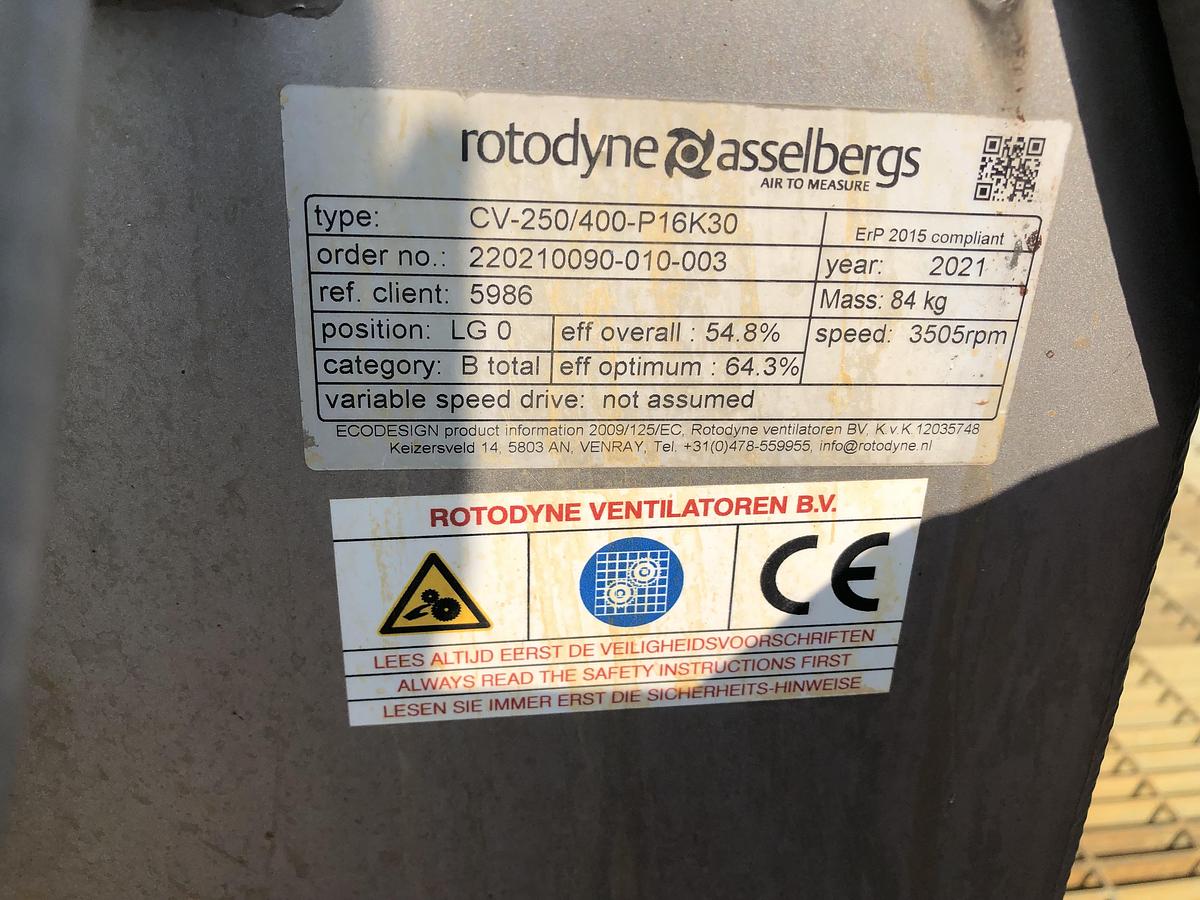 rotodyne asselbergs
AIR TO MEASURE
type: CV-250/400-P16K30 ErP 2015 compliant
order no.: 220210090-010-003 year: 2021
ref. client: 5986 Mass: 84 kg
position: LG 0 eff overall : 54.8% speed: 3505rpm
category: B total eff optimum : 64.3%
variable speed drive: not assumed
ECODESIGN product information 2009/125/EC, Rotodyne ventilatoren BV, K.v.K.12035748
Keizersveld 14, 5803 AN, VENRAY, Tel. +31(0)478-559955, info@rotodyne.nl
ROTODYNE VENTILATOREN B.V.
CE
LEES ALTIJD EERST DE VEILIGHEIDSVOORSCHRIFTEN
ALWAYS READ THE SAFETY INSTRUCTIONS FIRST
LESEN SIE IMMER ERST DIE SICHERHEITS-HINWEISE